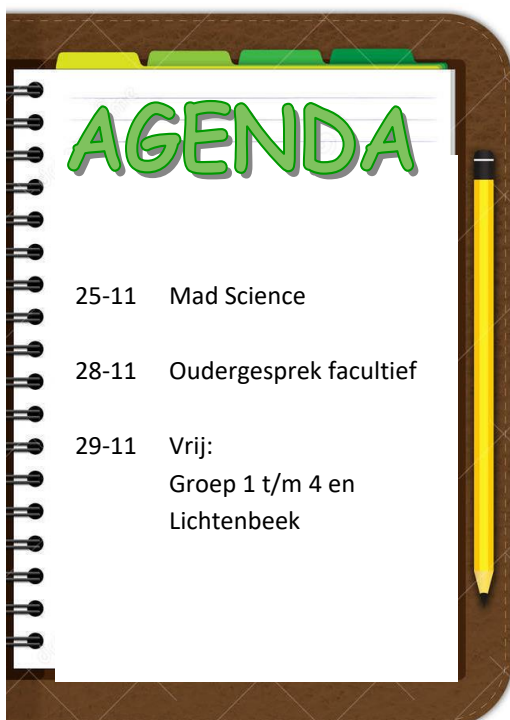 AGENDA
25-11 Mad Science
28-11 Oudergesprek facultief
29-11 Vrij:
Groep 1 t/m 4 en
Lichtenbeek